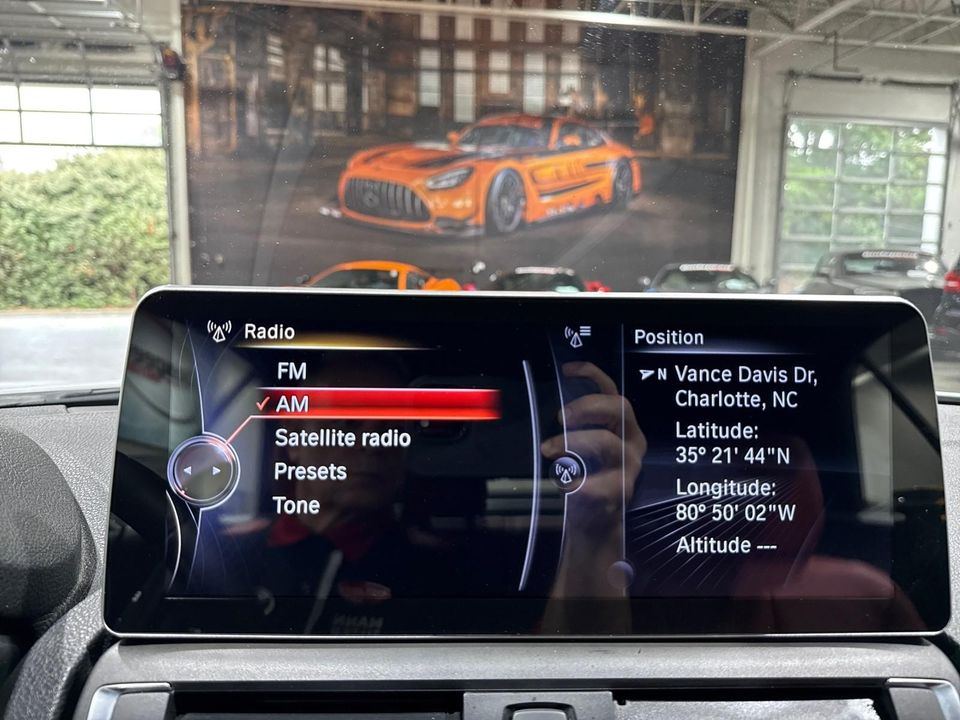 Radio
FM
AM
Satellite radio
Presets
Tone
Position
N Vance Davis Dr,
Charlotte, NC
Latitude:
35° 21' 44"N
Longitude:
80° 50' 02"W
Altitude ---